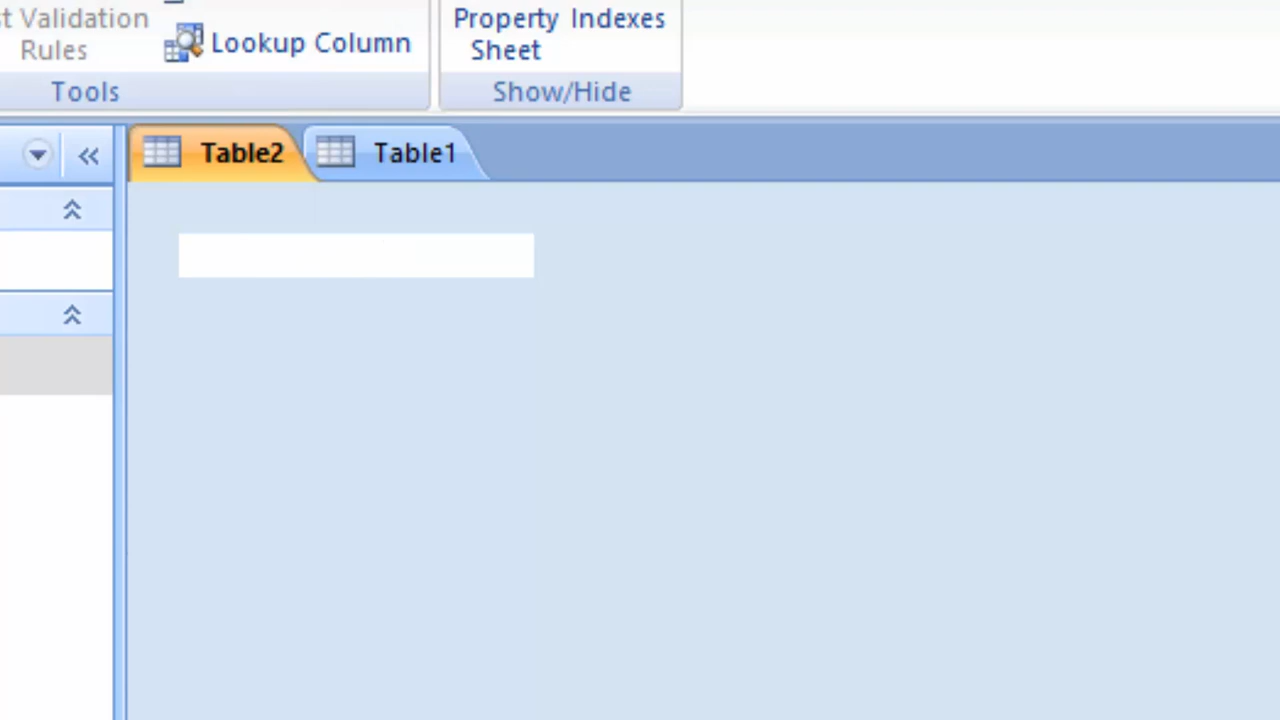 t Validation
Rules
Lookup Column
Property
Sheet
Indexes
Tools
Show/Hide
Table2
Table1